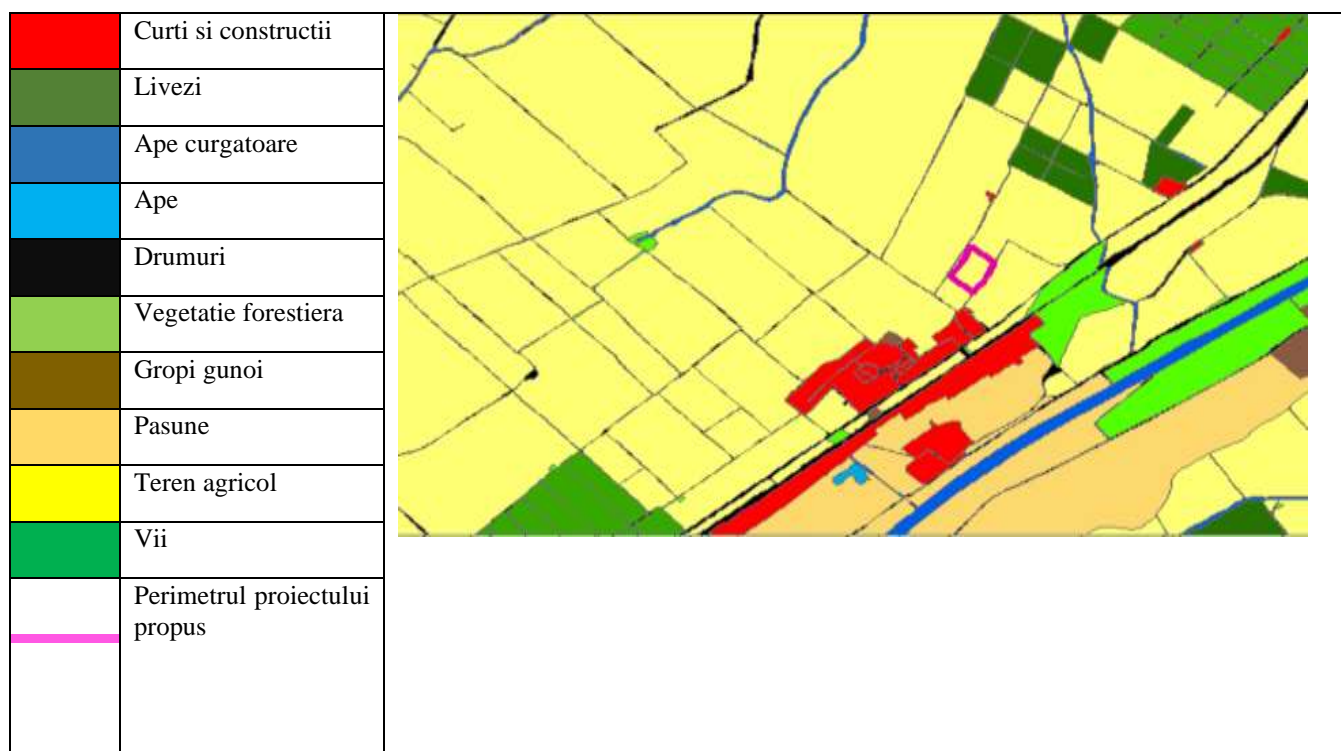 Curti si constructii
Livezi
Ape curgatoare
Ape
Drumuri
Vegetatie forestiera
Gropi gunoi
Pasune
Teren agricol
Vii
Perimetrul proiectului
propus